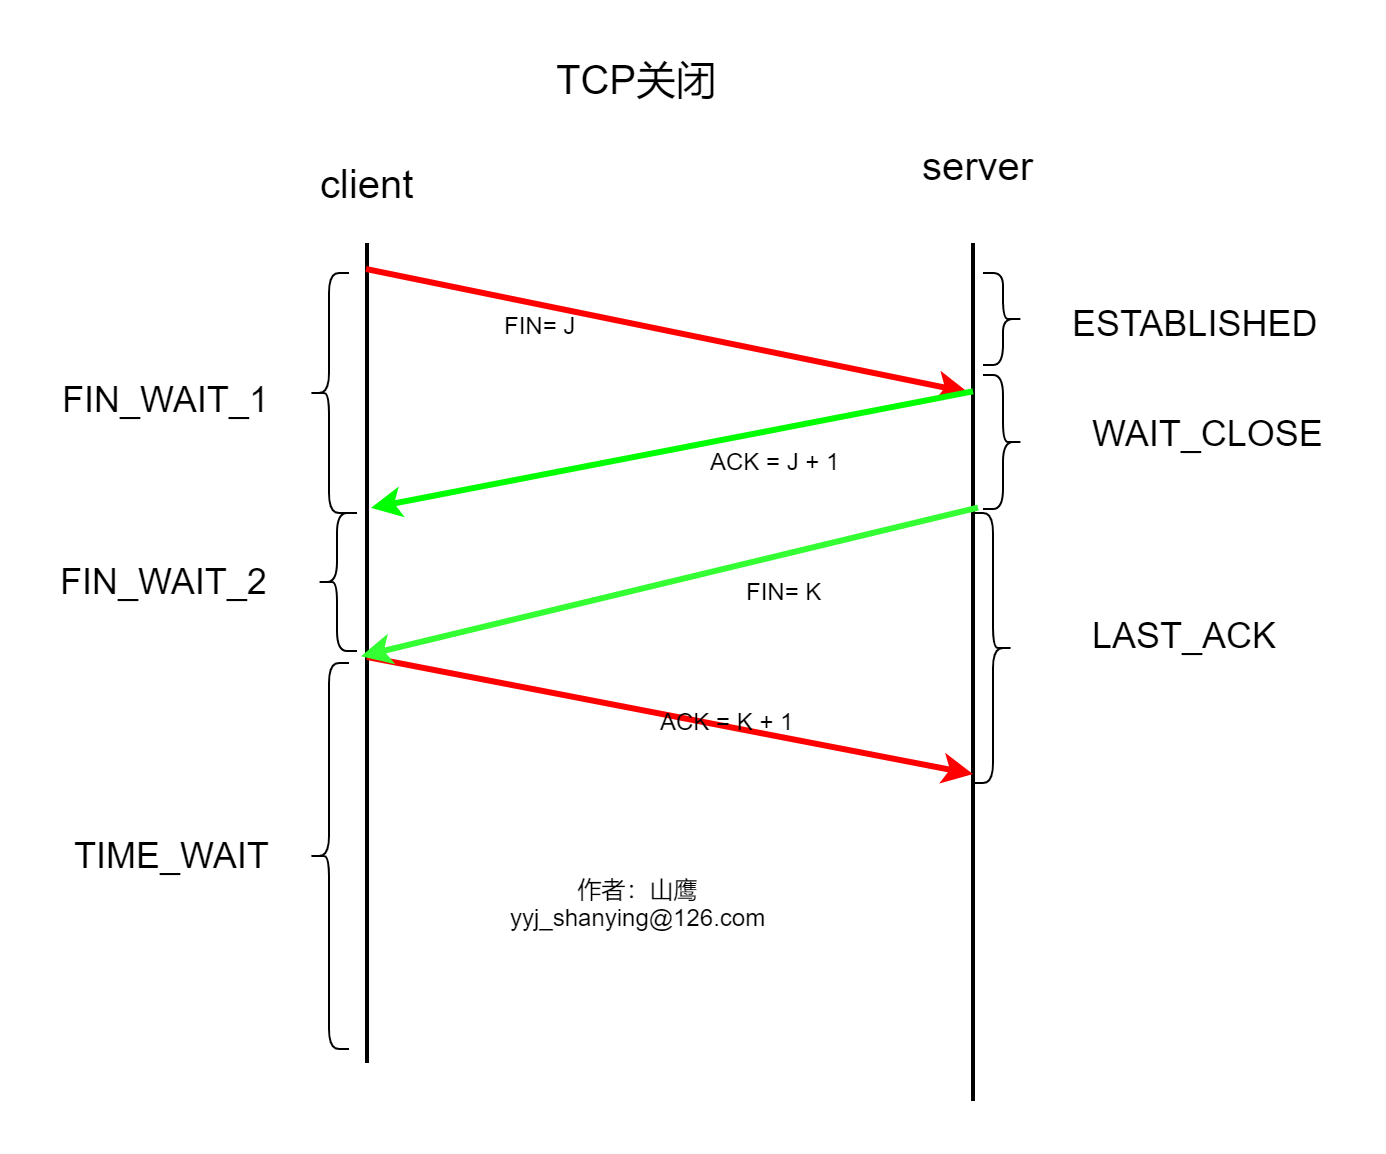 TCP关闭
client
server
FIN= J
ESTABLISHED
FIN_WAIT_1
WAIT_CLOSE
ACK = J + 1
FIN_WAIT_2
FIN= K
LAST_ACK
ACK = K + 1
TIME_WAIT
作者：山鹰
yyj_shanying@126.com